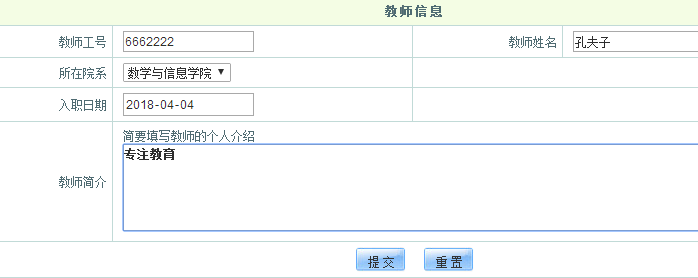 教师信息
教师工号 6662222 教师姓名 孔夫子
所在院系 数学与信息学院
入职日期 2018-04-04
简要填写教师的个人介绍
专注教育
教师简介
提交 重置